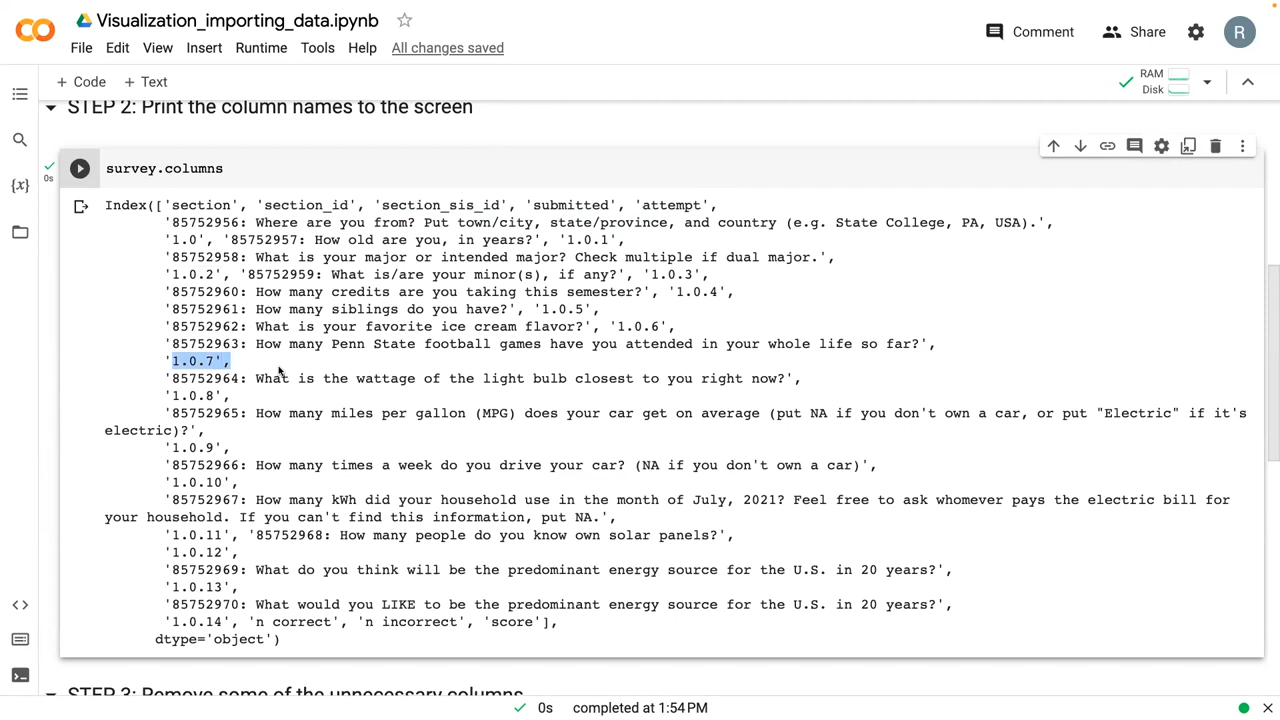 Visualization_importing_data.ipynb
File Edit View Insert Runtime Tools Help All changes saved
Comment Share R
+ Code + Text
RAM
Disk
STEP 2: Print the column names to the screen
0s
survey.columns
Index(['section', 'section_id', 'section_sis_id', 'submitted', 'attempt',
'85752956: Where are you from? Put town/city, state/province, and country (e.g. State College, PA, USA).',
'1.0', '85752957: How old are you, in years?', '1.0.1',
'85752958: What is your major or intended major? Check multiple if dual major.',
'1.0.2', '85752959: What is/are your minor(s), if any?', '1.0.3',
'85752960: How many credits are you taking this semester?', '1.0.4',
'85752961: How many siblings do you have?', '1.0.5',
'85752962: What is your favorite ice cream flavor?', '1.0.6',
'85752963: How many Penn State football games have you attended in your whole life so far?',
'1.0.7',
'85752964: What is the wattage of the light bulb closest to you right now?',
'1.0.8',
'85752965: How many miles per gallon (MPG) does your car get on average (put NA if you don't own a car, or put "Electric" if it's
electric)?',
'1.0.9',
'85752966: How many times a week do you drive your car? (NA if you don't own a car)',
'1.0.10',
'85752967: How many kWh did your household use in the month of July, 2021? Feel free to ask whomever pays the electric bill for
your household. If you can't find this information, put NA.',
'1.0.11', '85752968: How many people do you know own solar panels?',
'1.0.12',
'85752969: What do you think will be the predominant energy source for the U.S. in 20 years?',
'1.0.13',
'85752970: What would you LIKE to be the predominant energy source for the U.S. in 20 years?',
'1.0.14', 'n correct', 'n incorrect', 'score'],
dtype='object')
STEP 3: Remove some of the unnecessary columns
0s completed at 1:54 PM